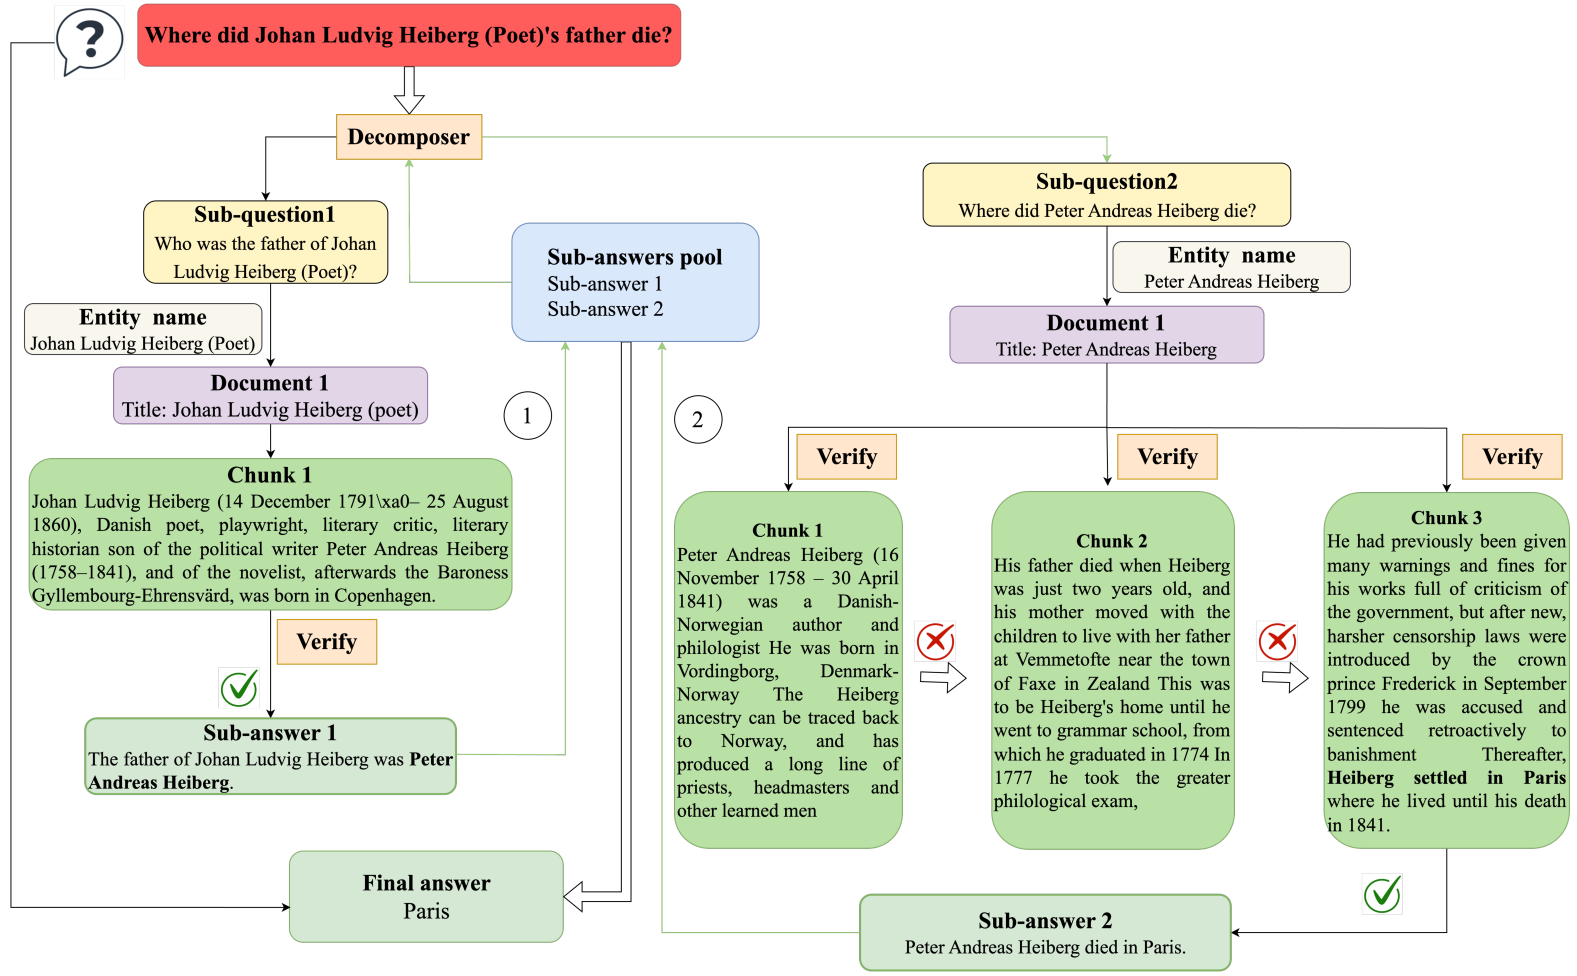 ?
Where did Johan Ludvig Heiberg (Poet)'s father die?
Decomposer
Sub-question1
Who was the father of Johan
Ludvig Heiberg (Poet)?
Entity name
Johan Ludvig Heiberg (Poet)
Document 1
Title: Johan Ludvig Heiberg (poet)
Chunk 1
Johan Ludvig Heiberg (14 December 1791\xa0– 25 August
1860), Danish poet, playwright, literary critic, literary
historian son of the political writer Peter Andreas Heiberg
(1758–1841), and of the novelist, afterwards the Baroness
Gyllembourg-Ehrensvärd, was born in Copenhagen.
Verify
Sub-answer 1
The father of Johan Ludvig Heiberg was Peter
Andreas Heiberg.
Sub-answers pool
Sub-answer 1
Sub-answer 2
1
2
Sub-question2
Where did Peter Andreas Heiberg die?
Entity name
Peter Andreas Heiberg
Document 1
Title: Peter Andreas Heiberg
Verify
Verify
Verify
Chunk 1
Peter Andreas Heiberg (16
November 1758 – 30 April
1841) was a Danish-
Norwegian author and
philologist He was born in
Vordingborg, Denmark-
Norway The Heiberg
ancestry can be traced back
to Norway, and has
produced a long line of
priests, headmasters and
other learned men
Chunk 2
His father died when Heiberg
was just two years old, and
his mother moved with the
children to live with her father
at Vemmetofte near the town
of Faxe in Zealand This was
to be Heiberg's home until he
went to grammar school, from
which he graduated in 1774 In
1777 he took the greater
philological exam,
Chunk 3
He had previously been given
many warnings and fines for
his works full of criticism of
the government, but after new,
harsher censorship laws were
introduced by the crown
prince Frederick in September
1799 he was accused and
sentenced retroactively to
banishment Thereafter,
Heiberg settled in Paris
where he lived until his death
in 1841.
Sub-answer 2
Peter Andreas Heiberg died in Paris.
Final answer
Paris